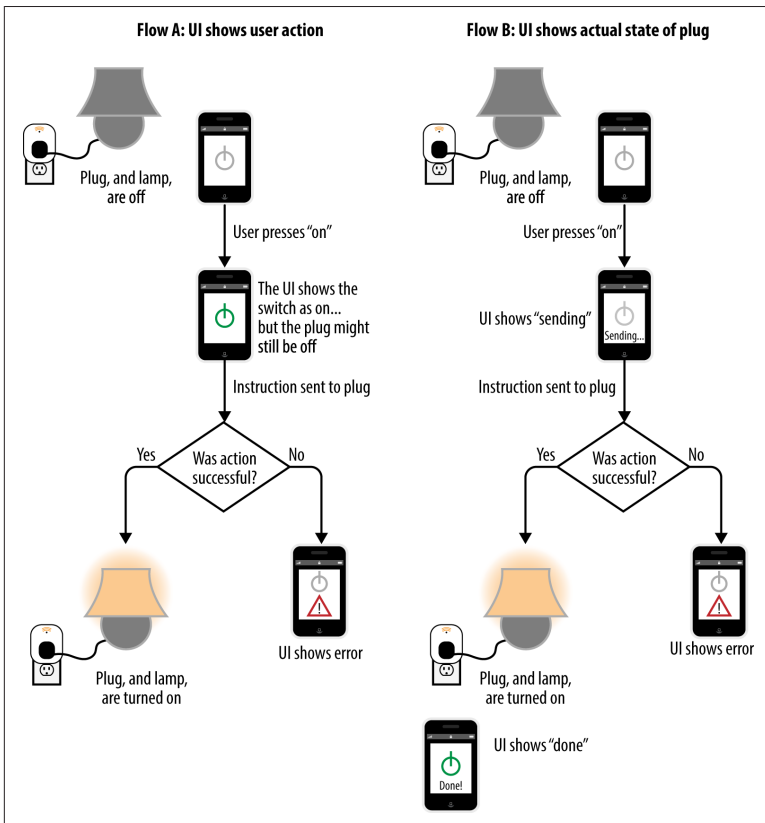 Flow A: UI shows user action
Plug, and lamp,
are off
User presses “on”
The UI shows the
switch as on...
but the plug might
still be off
Instruction sent to plug
Yes
Was action
successful?
No
UI shows error
Plug, and lamp,
are turned on
Flow B: UI shows actual state of plug
Plug, and lamp,
are off
User presses “on”
UI shows “sending”
Sending...
Instruction sent to plug
Yes
Was action
successful?
No
UI shows error
Plug, and lamp,
are turned on
UI shows “done”
Done!